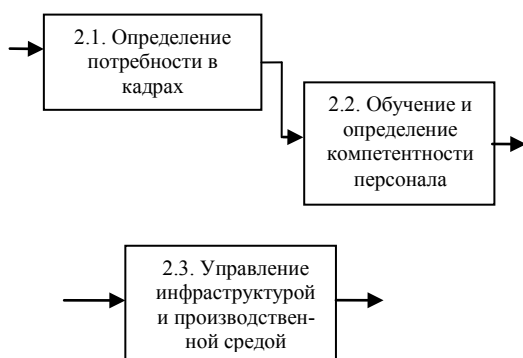 2.1. Определение
потребности в
кадрах
2.2. Обучение и
определение
компетентности
персонала
2.3. Управление
инфраструктурой
и производствен-
ной средой